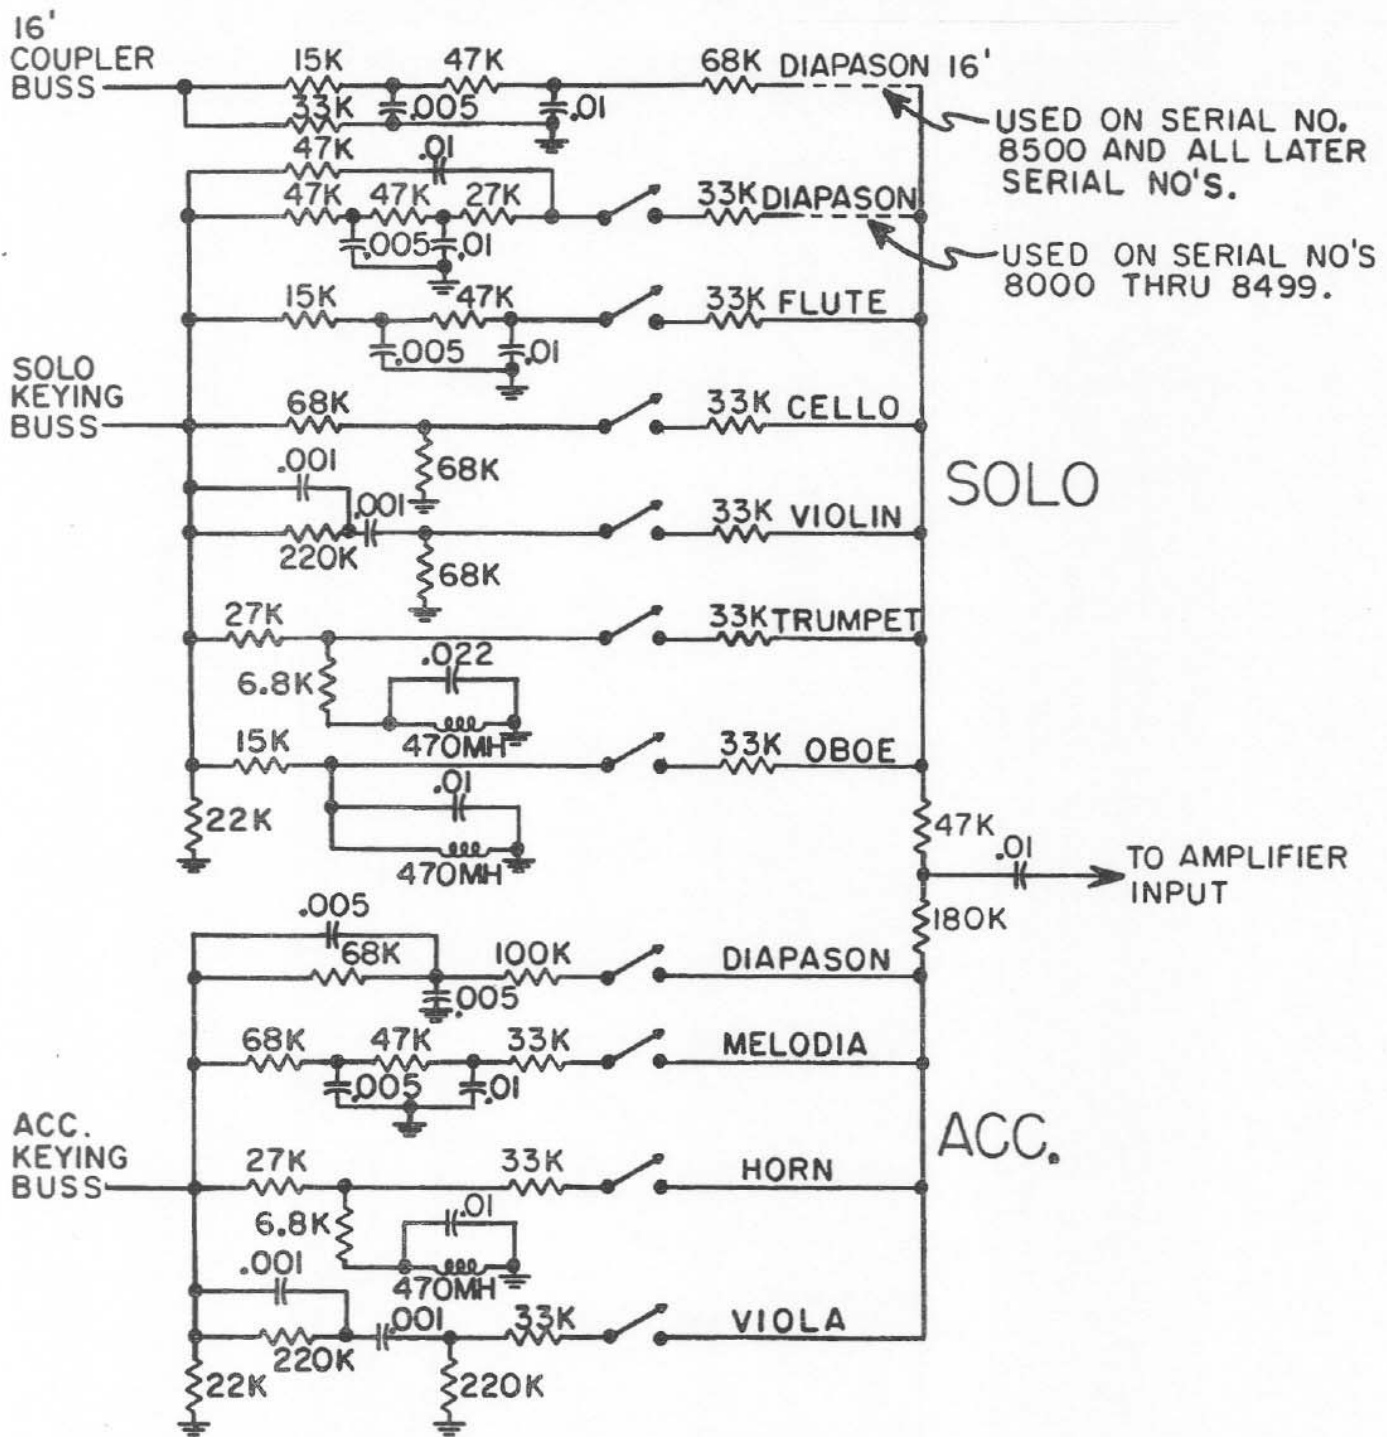 16'
COUPLER
BUSS
15K
47K
68K
DIAPASON 16'
.005
.01
33K
USED ON SERIAL NO.
8500 AND ALL LATER
SERIAL NO'S.
47K
.01
47K
47K
27K
33K
DIAPASON
.005
.01
USED ON SERIAL NO'S
8000 THRU 8499.
15K
47K
33K
FLUTE
.005
.01
SOLO
KEYING
BUSS
68K
33K
CELLO
68K
SOLO
.001
.001
33K
VIOLIN
220K
68K
27K
33K
TRUMPET
.022
6.8K
470MH
15K
33K
OBOE
.01
22K
470MH
47K
.01
TO AMPLIFIER
INPUT
180K
.005
68K
100K
DIAPASON
.005
68K
47K
33K
MELODIA
.005
.01
ACC.
KEYING
BUSS
ACC.
27K
33K
HORN
6.8K
.01
470MH
.001
.001
33K
VIOLA
220K
22K
220K